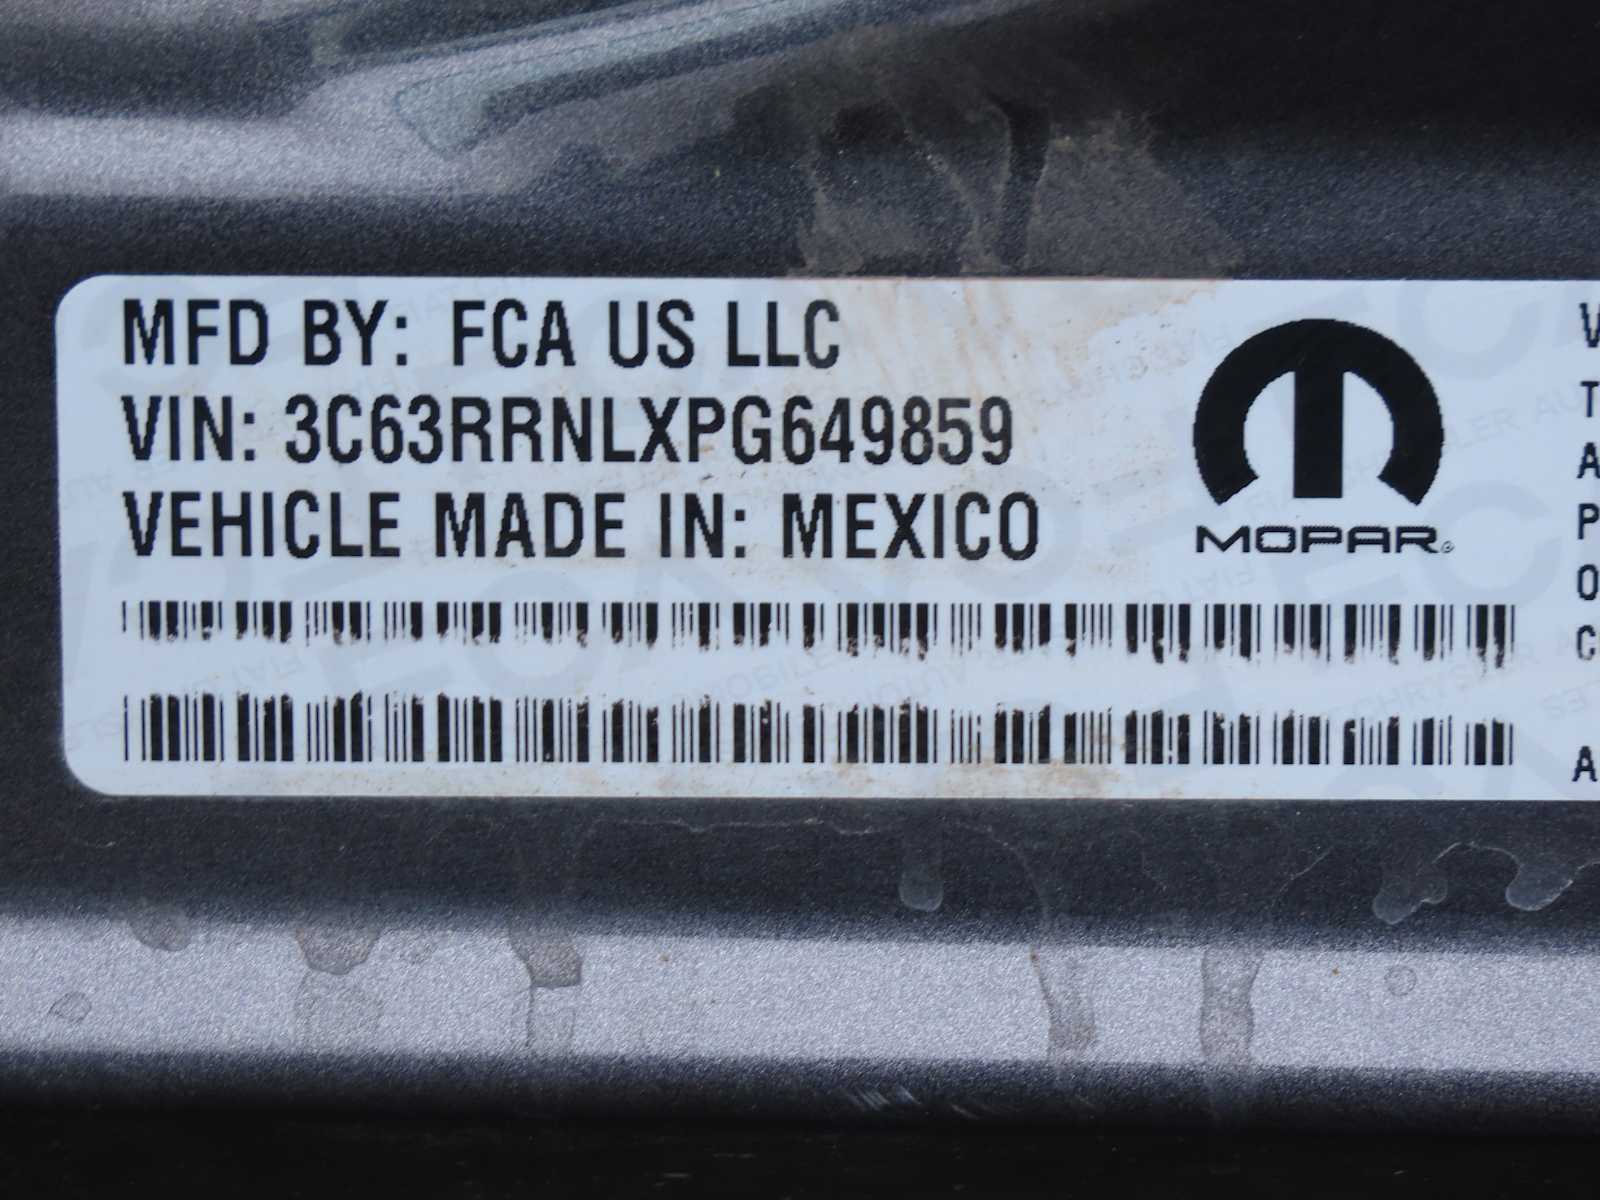 MFD BY: FCA US LLC
VIN: 3C63RRNLXPG649859
VEHICLE MADE IN: MEXICO
MOPAR®
V
T
A
P
O
C
A